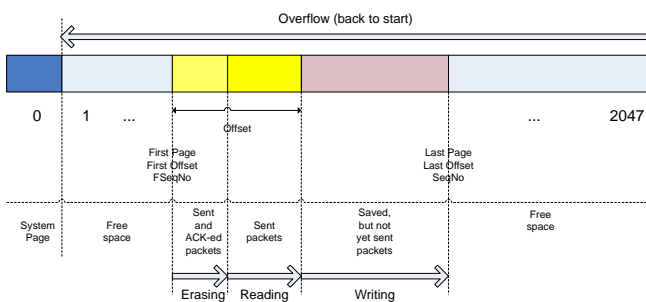 Overflow (back to start)
0 1 ... ... 2047
Offset
First Page
First Offset
FSeqNo
Last Page
Last Offset
SeqNo
System
Page
Free
space
Sent
and
ACK-ed
packets
Sent
packets
Saved,
but not
yet sent
packets
Free
space
Erasing Reading Writing